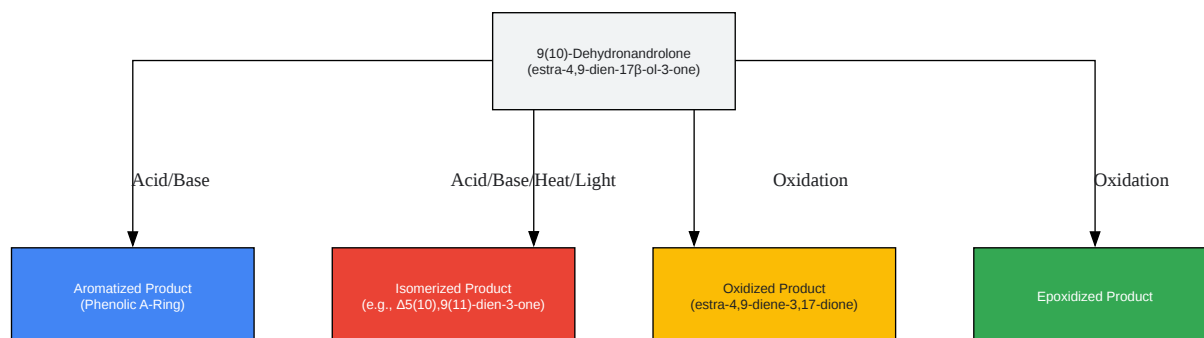 9(10)-Dehydronandrolone
(estra-4,9-dien-17β-ol-3-one)
Acid/Base
Acid/Base/Heat/Light
Oxidation
Oxidation
Aromatized Product
(Phenolic A-Ring)
Isomerized Product
(e.g., Δ5(10),9(11)-dien-3-one)
Oxidized Product
(estra-4,9-diene-3,17-dione)
Epoxidized Product